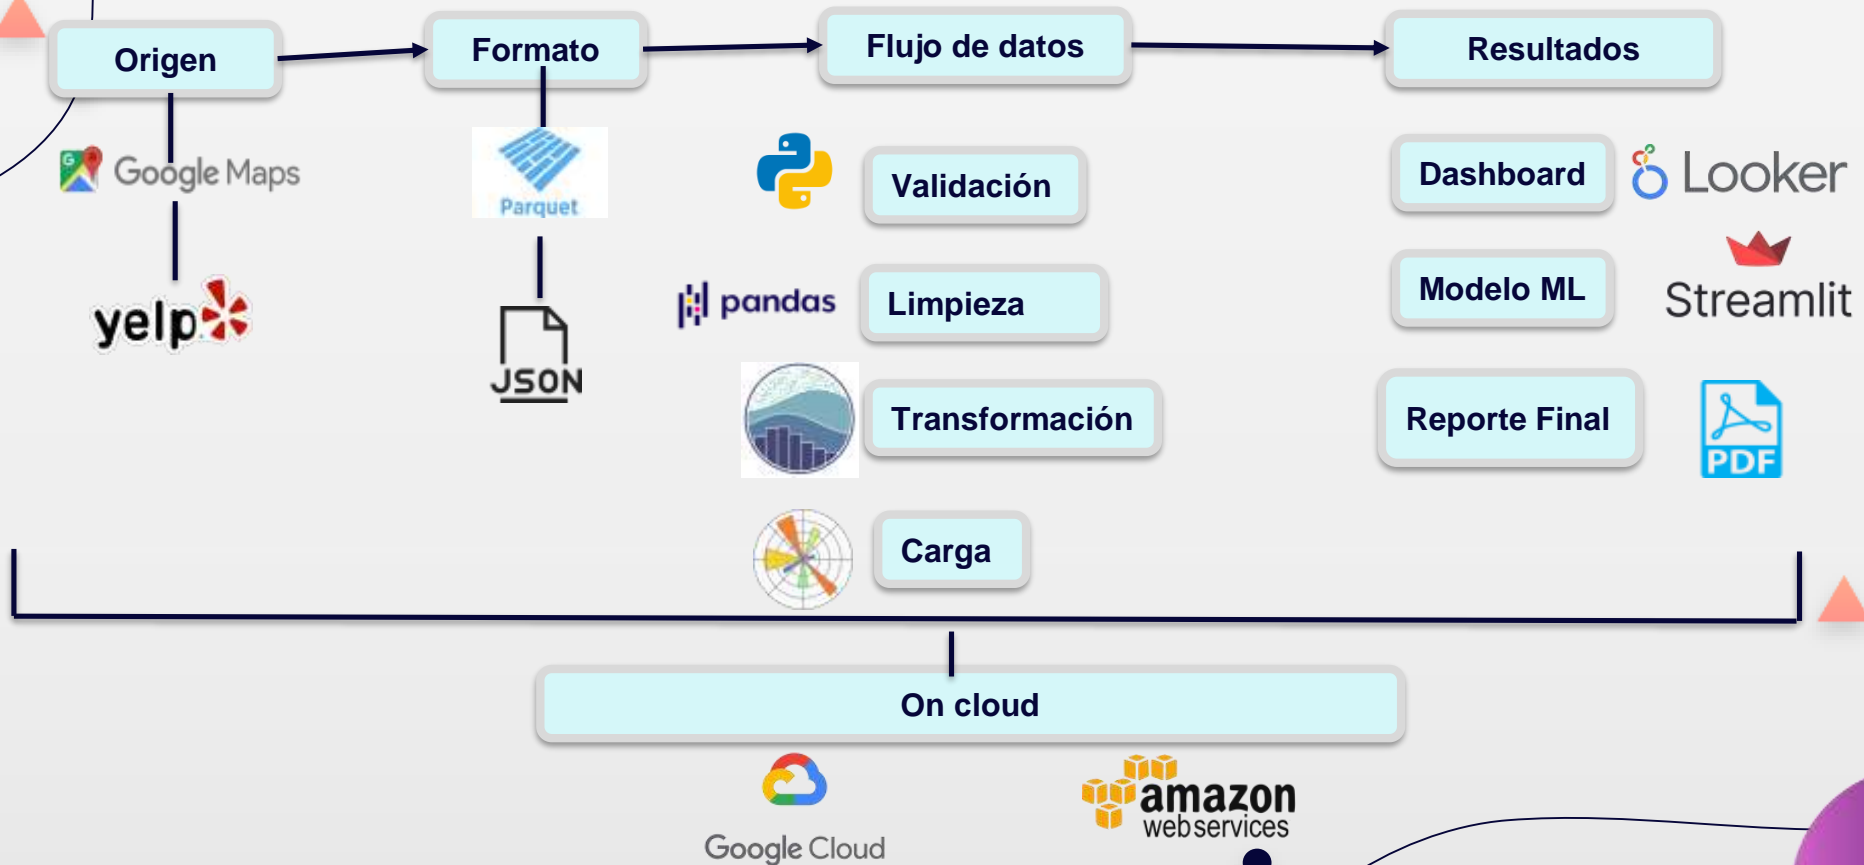 Origen
Formato
Flujo de datos
Resultados
Google Maps
yelp
Parquet
JSON
Validación
pandas
Limpieza
Transformación
Carga
Dashboard
Looker
Modelo ML
Streamlit
Reporte Final
PDF
On cloud
Google Cloud
amazon
webservices